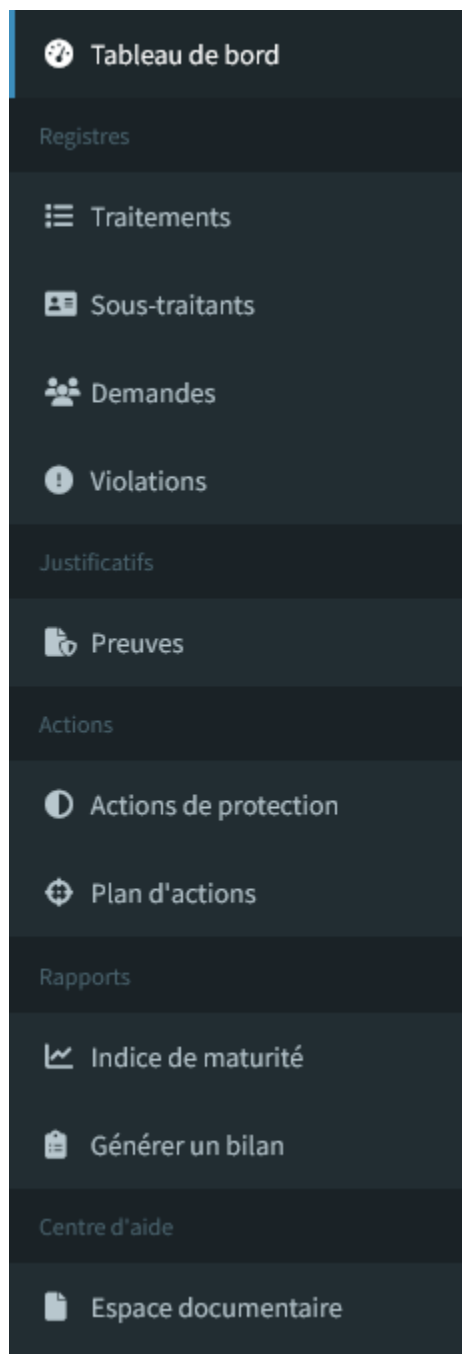 Tableau de bord
Registres
Traitements
Sous-traitants
Demandes
Violations
Justificatifs
Preuves
Actions
Actions de protection
Plan d'actions
Rapports
Indice de maturité
Générer un bilan
Centre d'aide
Espace documentaire